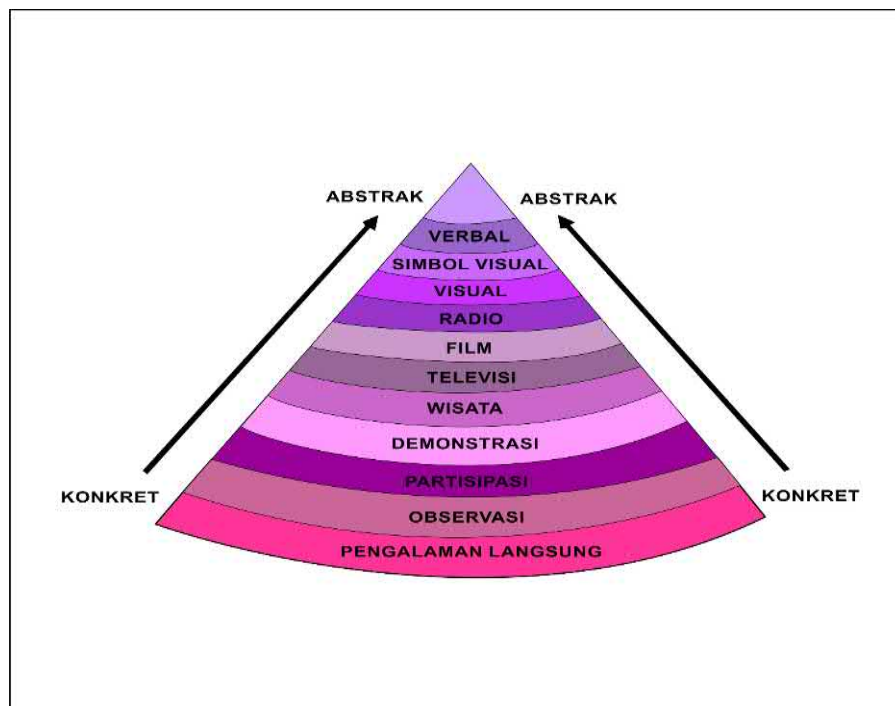 ABSTRAK
ABSTRAK
VERBAL
SIMBOL VISUAL
VISUAL
RADIO
FILM
TELEVISI
WISATA
DEMONSTRASI
PARTISIPASI
KONKRET
KONKRET
OBSERVASI
PENGALAMAN LANGSUNG